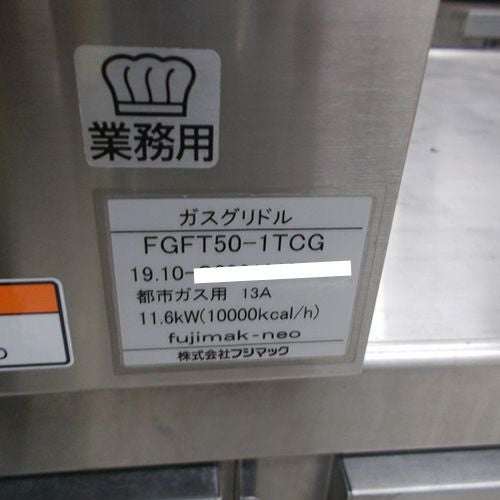 業務用
ガスグリドル
FGFT50-1TCG
19.10-
都市ガス用 13A
11.6kW(10000kcal/h)
fujimak-neo
株式会社フジマック